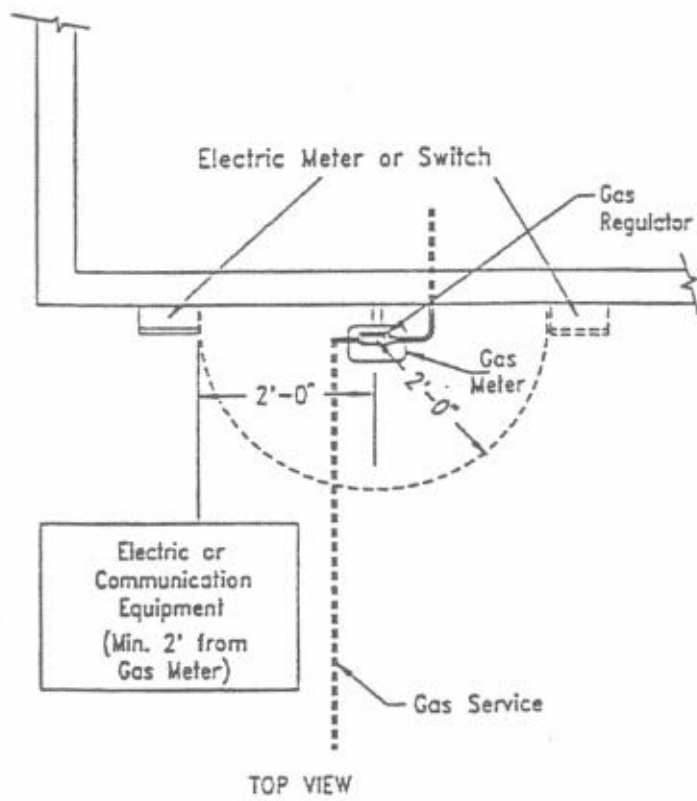 Electric Meter or Switch
Gas
Regulator
Gas
Meter
2'-0"
2'-0"
Electric or
Communication
Equipment
(Min. 2' from
Gas Meter)
Gas Service
TOP VIEW